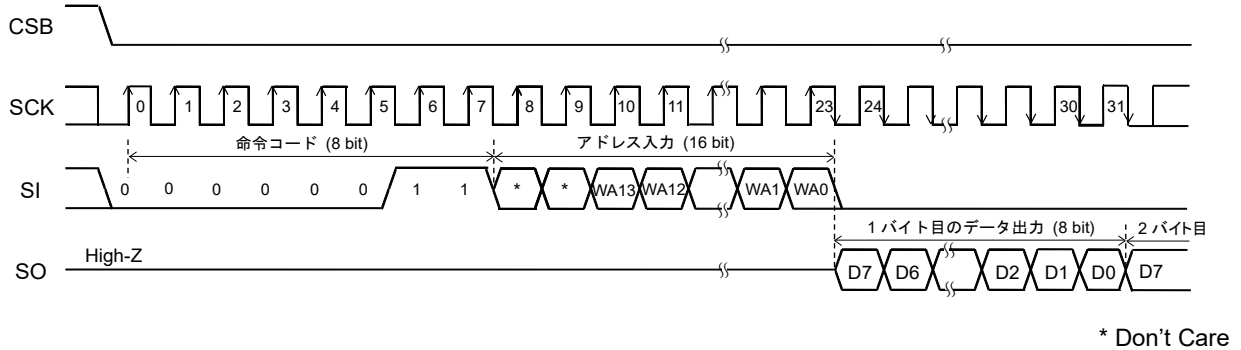 CSB
SCK
0 1 2 3 4 5 6 7 8 9 10 11 23 24 30 31
命令コード (8 bit) アドレス入力 (16 bit)
SI
0 0 0 0 0 0 1 1 * * WA13 WA12 WA1 WA0
1 バイト目のデータ出力 (8 bit) 2 バイト目
High-Z
SO
D7 D6 D2 D1 D0 D7
* Don't Care